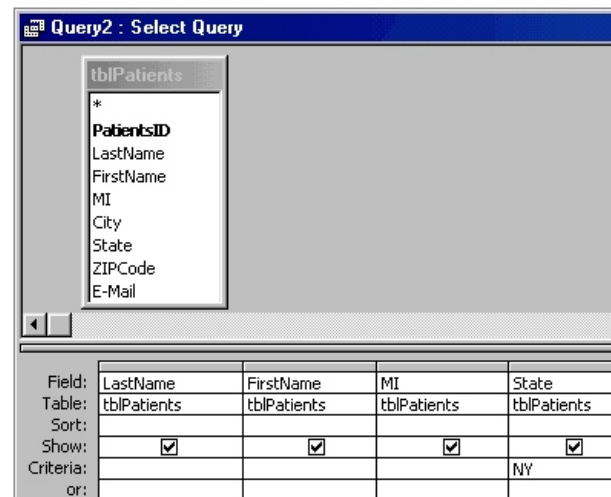 Query2 : Select Query
tblPatients
*
PatientsID
LastName
FirstName
MI
City
State
ZIPCode
E-Mail
Field: LastName FirstName MI State
Table: tblPatients tblPatients tblPatients tblPatients
Sort:
Show:
Criteria: NY
or: